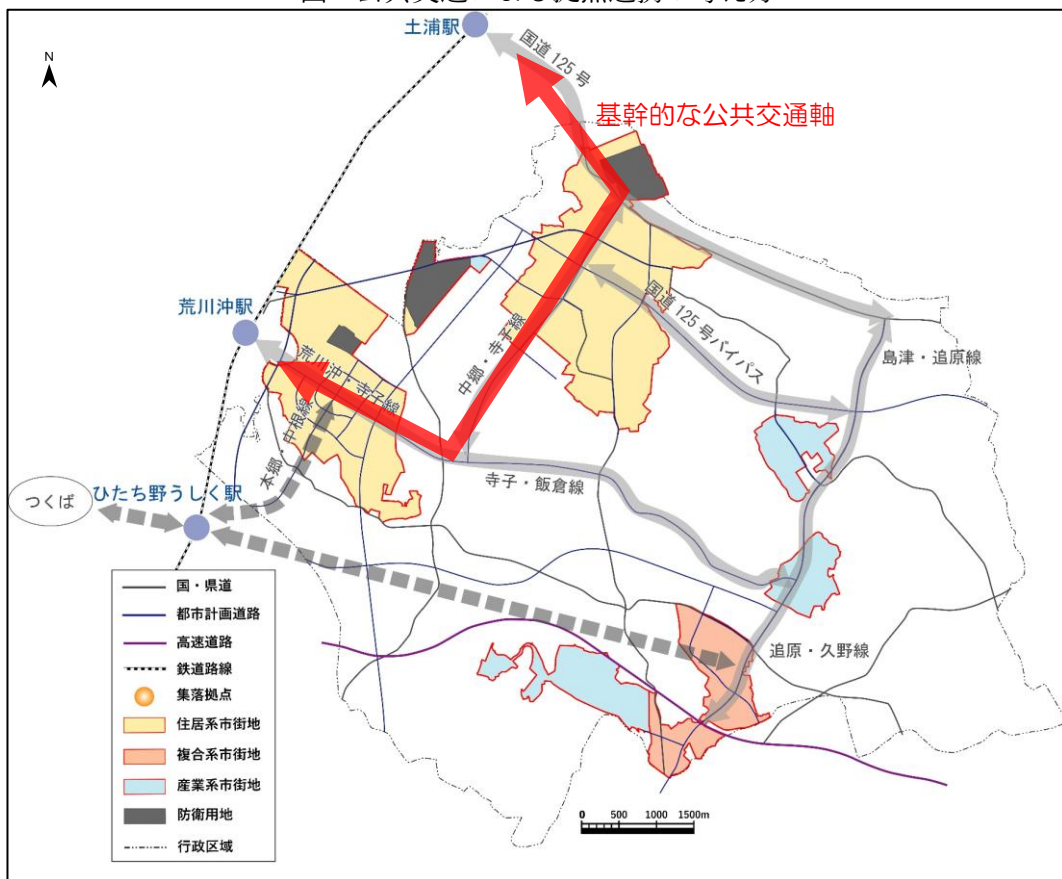 土浦駅
N
国道125号
基幹的な公共交通軸
荒川沖駅
荒川沖・寺子線
中郷・寺子線
国道125号バイパス
島津・追原線
本郷・中根線
つくば
ひたち野うしく駅
寺子・飯倉線
追原・久野線
国・県道
都市計画道路
高速道路
鉄道路線
集落拠点
住居系市街地
複合系市街地
産業系市街地
防衛用地
行政区域
0 500 1000 1500m